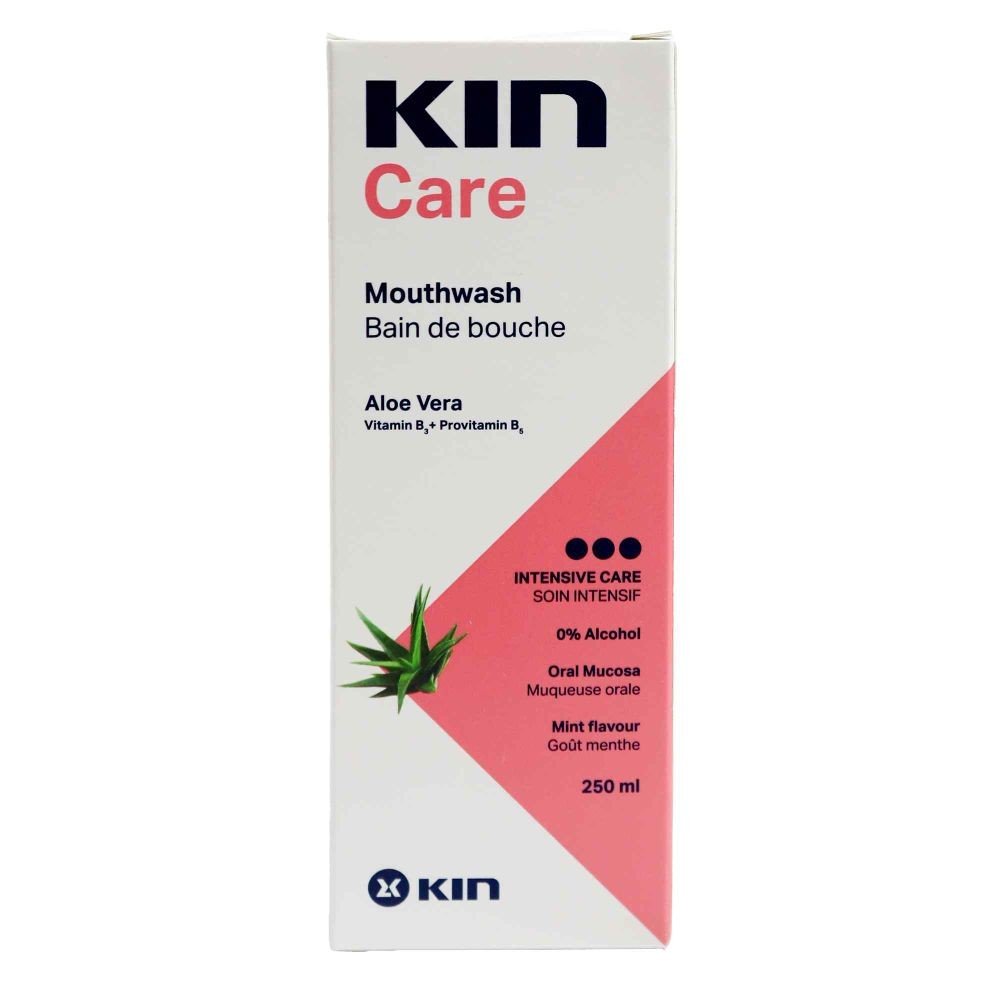 KIN
Care
Mouthwash
Bain de bouche
Aloe Vera
Vitamin B₃+ Provitamin B₅
INTENSIVE CARE
SOIN INTENSIF
0% Alcohol
Oral Mucosa
Muqueuse orale
Mint flavour
Goût menthe
250 ml
KIN